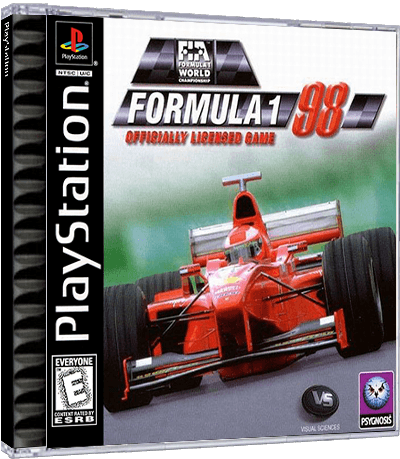 PlayStation
PlayStation
NTSC U/C
PlayStation
FIA
FORMULA 1
WORLD
CHAMPIONSHIP
FORMULA 1 98
OFFICIALLY LICENSED GAME
EVERYONE
E
CONTENT RATED BY
ESRB
VS
VISUAL SCIENCES
PSYGNOSIS